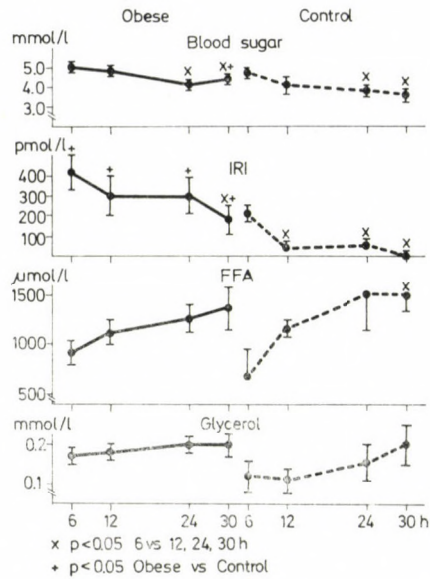 Obese Control
mmol/l Blood sugar
5.0
4.0
3.0
pmol/l IRI
400
300
200
100
µmol/l FFA
1500
1000
500
mmol/l Glycerol
0.2
0.1
6 12 24 30 6 12 24 30 h
x p<0.05 6 vs 12, 24, 30 h
+ p<0.05 Obese vs Control